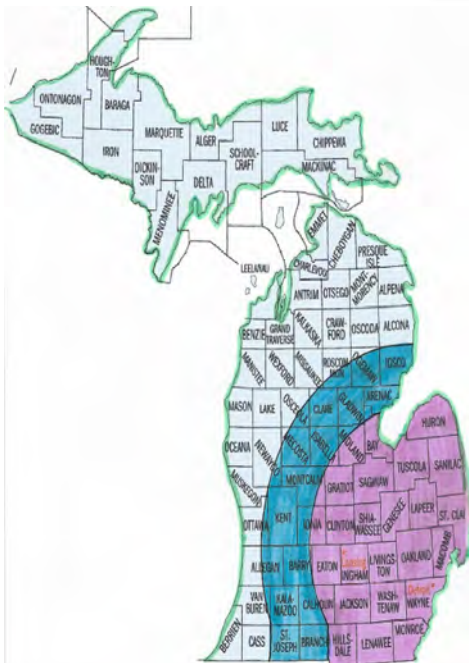 HOUGH-
TON
ONTONAGON
BARAGA
GOGEBIC
MARQUETTE
ALGER
LUCE
CHIPPEWA
IRON
SCHOOL-
CRAFT
MACKINAC
DICKIN-
SON
DELTA
MENOMINEE
EMMET
CHEBOYGAN
PRESQUE
ISLE
CHARLEVOIX
LEELANAU
ANTRIM
OTSEGO
MONT-
MORENCY
ALPENA
BENZIE
GRAND
TRAVERSE
KALKASKA
CRAW-
FORD
OSCODA
ALCONA
MANISTEE
WEXFORD
MISSAUKEE
ROSCOM-
MON
OGEMAW
IOSCO
MASON
LAKE
OSCEOLA
CLARE
GLADWIN
ARENAC
HURON
OCEANA
NEWAYGO
MECOSTA
ISABELLA
MIDLAND
BAY
TUSCOLA
SANILAC
MUSKEGON
MONTCALM
GRATIOT
SAGINAW
GENESEE
LAPEER
ST. CLAI
OTTAWA
KENT
IONIA
CLINTON
SHIA-
WASSEE
MACOMB
ALLEGAN
BARRY
EATON
INGHAM
LIVINGS-
TON
OAKLAND
VAN
BUREN
KALA-
MAZOO
CALHOUN
JACKSON
WASH-
TENAW
WAYNE
BERRIEN
CASS
ST.
JOSEPH
BRANCH
HILLS-
DALE
LENAWEE
MONROE